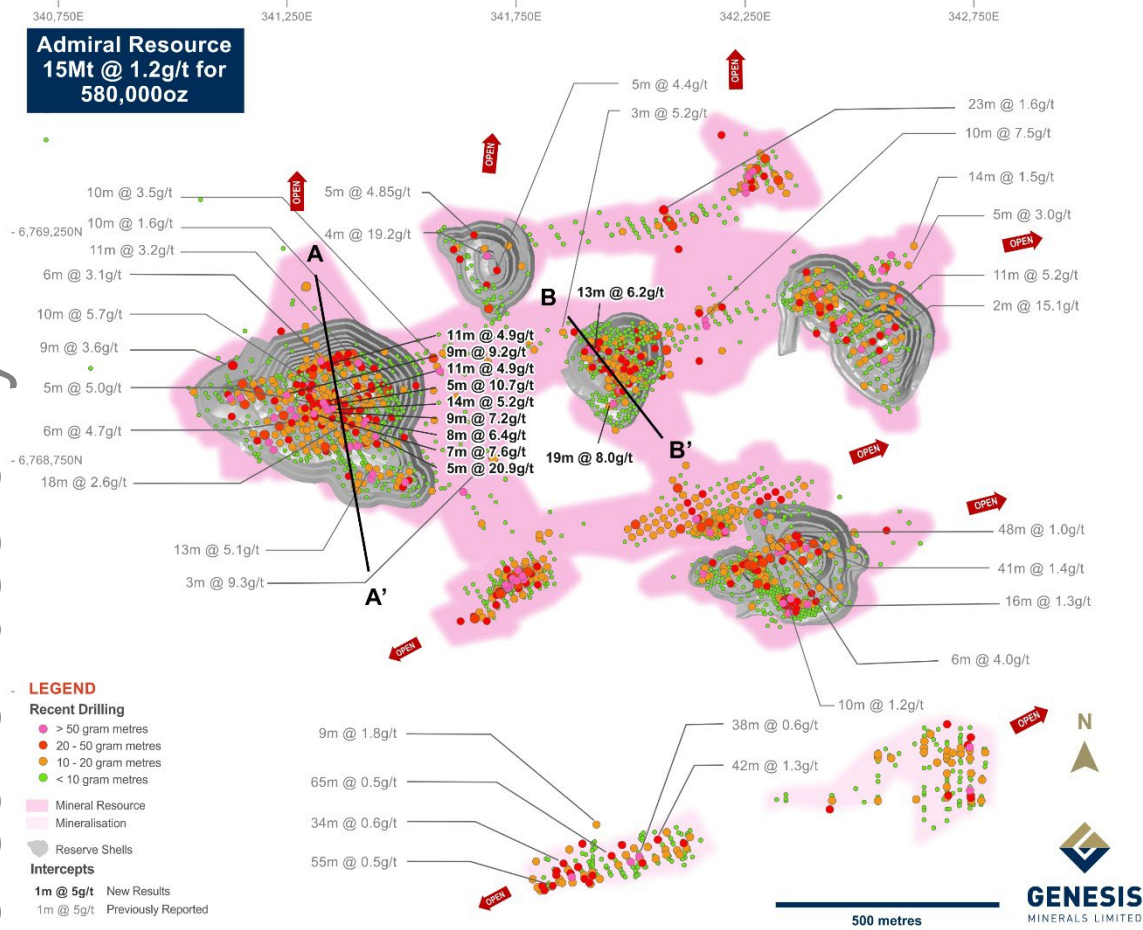 340,750E
341,250E
341,750E
342,250E
342,750E
Admiral Resource
15Mt @ 1.2g/t for
580,000oz
OPEN
5m @ 4.4g/t
3m @ 5.2g/t
23m @ 1.6g/t
10m @ 7.5g/t
14m @ 1.5g/t
5m @ 3.0g/t
OPEN
11m @ 5.2g/t
2m @ 15.1g/t
OPEN
OPEN
10m @ 3.5g/t
10m @ 1.6g/t
- 6,769,250N
11m @ 3.2g/t
6m @ 3.1g/t
10m @ 5.7g/t
9m @ 3.6g/t
5m @ 5.0g/t
6m @ 4.7g/t
- 6,768,750N
18m @ 2.6g/t
13m @ 5.1g/t
3m @ 9.3g/t
5m @ 4.85g/t
4m @ 19.2g/t
A
A'
B
B'
13m @ 6.2g/t
11m @ 4.9g/t
9m @ 9.2g/t
11m @ 4.9g/t
5m @ 10.7g/t
14m @ 5.2g/t
9m @ 7.2g/t
8m @ 6.4g/t
7m @ 7.6g/t
5m @ 20.9g/t
19m @ 8.0g/t
OPEN
OPEN
48m @ 1.0g/t
41m @ 1.4g/t
16m @ 1.3g/t
6m @ 4.0g/t
10m @ 1.2g/t
OPEN
LEGEND
Recent Drilling
> 50 gram metres
20 - 50 gram metres
10 - 20 gram metres
< 10 gram metres
Mineral Resource
Mineralisation
Reserve Shells
Intercepts
1m @ 5g/t New Results
1m @ 5g/t Previously Reported
9m @ 1.8g/t
65m @ 0.5g/t
34m @ 0.6g/t
55m @ 0.5g/t
38m @ 0.6g/t
42m @ 1.3g/t
OPEN
OPEN
N
500 metres
GENESIS
MINERALS LIMITED